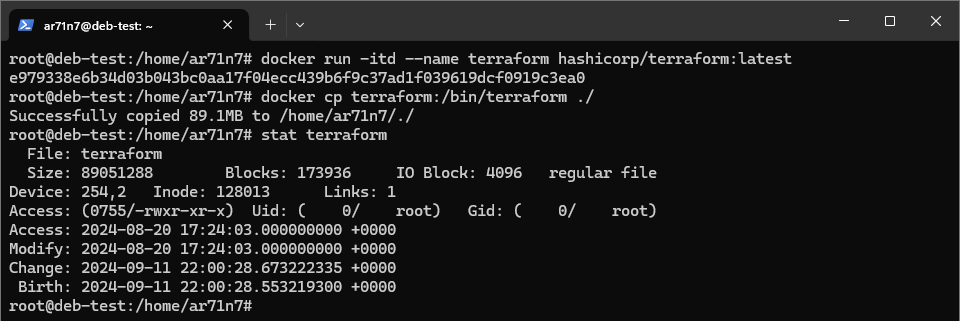 ar71n7@deb-test: ~
root@deb-test:/home/ar71n7# docker run -itd --name terraform hashicorp/terraform:latest
e979338e6b34d03b043bc0aa17f04ecc439b6f9c37ad1f039619dcf0919c3ea0
root@deb-test:/home/ar71n7# docker cp terraform:/bin/terraform ./
Successfully copied 89.1MB to /home/ar71n7/./
root@deb-test:/home/ar71n7# stat terraform
  File: terraform
  Size: 89051288        Blocks: 173936     IO Block: 4096   regular file
Device: 254,2   Inode: 128013      Links: 1
Access: (0755/-rwxr-xr-x)  Uid: (    0/    root)   Gid: (    0/    root)
Access: 2024-08-20 17:24:03.000000000 +0000
Modify: 2024-08-20 17:24:03.000000000 +0000
Change: 2024-09-11 22:00:28.673222335 +0000
 Birth: 2024-09-11 22:00:28.553219300 +0000
root@deb-test:/home/ar71n7#